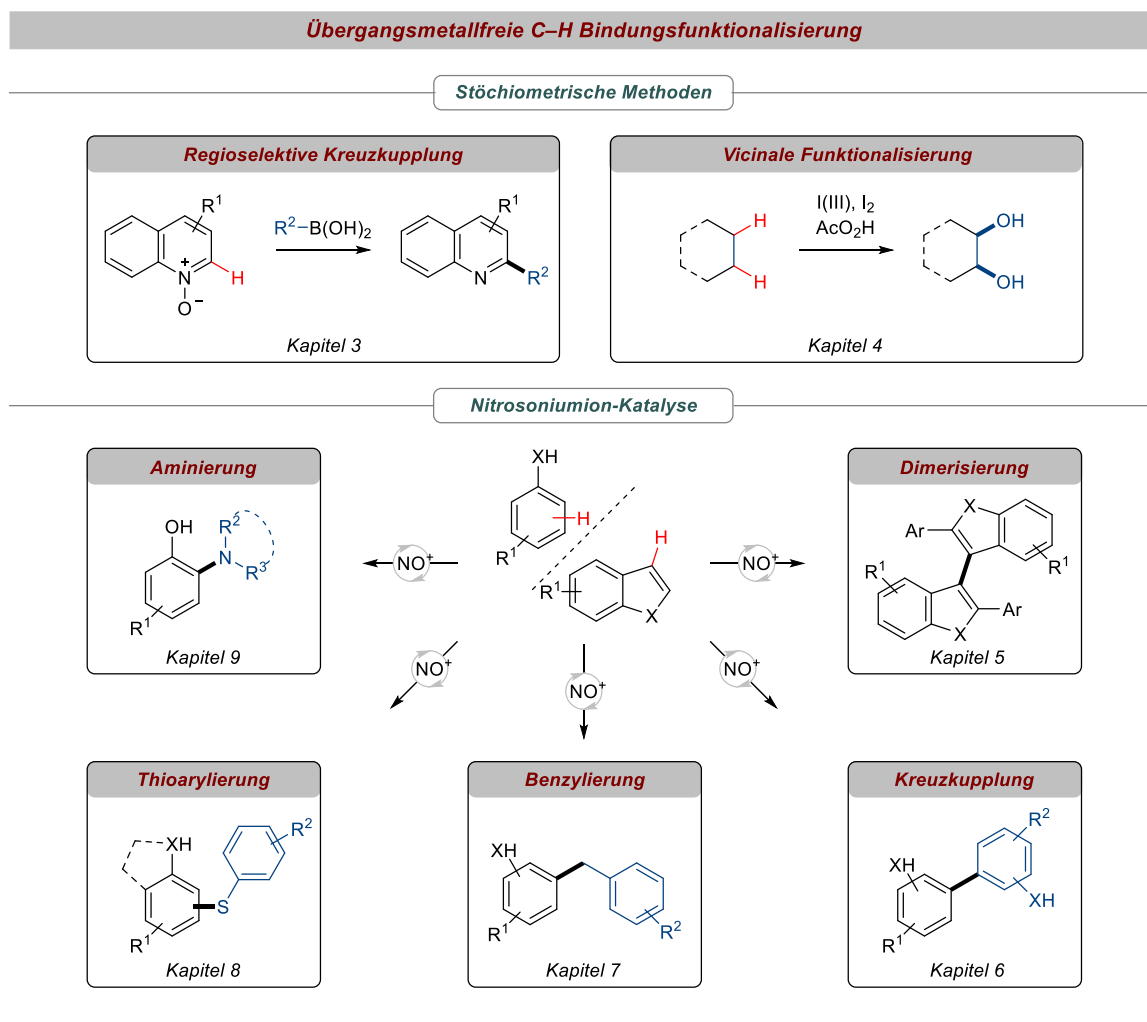 Übergangsmetallfreie C–H Bindungsfunktionalisierung
Stöchiometrische Methoden
Regioselektive Kreuzkupplung
R¹
H
N
+
O⁻
R²–B(OH)₂
R¹
N
R²
Kapitel 3
Vicinale Funktionalisierung
H
H
I(III), I₂
AcO₂H
OH
OH
Kapitel 4
Nitrosoniumion-Katalyse
Aminierung
OH
R²
N
R³
R¹
Kapitel 9
XH
H
R¹
H
R¹
X
NO⁺
NO⁺
NO⁺
NO⁺
NO⁺
Dimerisierung
X
Ar
R¹
R¹
Ar
X
Kapitel 5
Thioarylierung
XH
R²
S
R¹
Kapitel 8
Benzylierung
XH
R¹
R²
Kapitel 7
Kreuzkupplung
R²
XH
XH
R¹
Kapitel 6